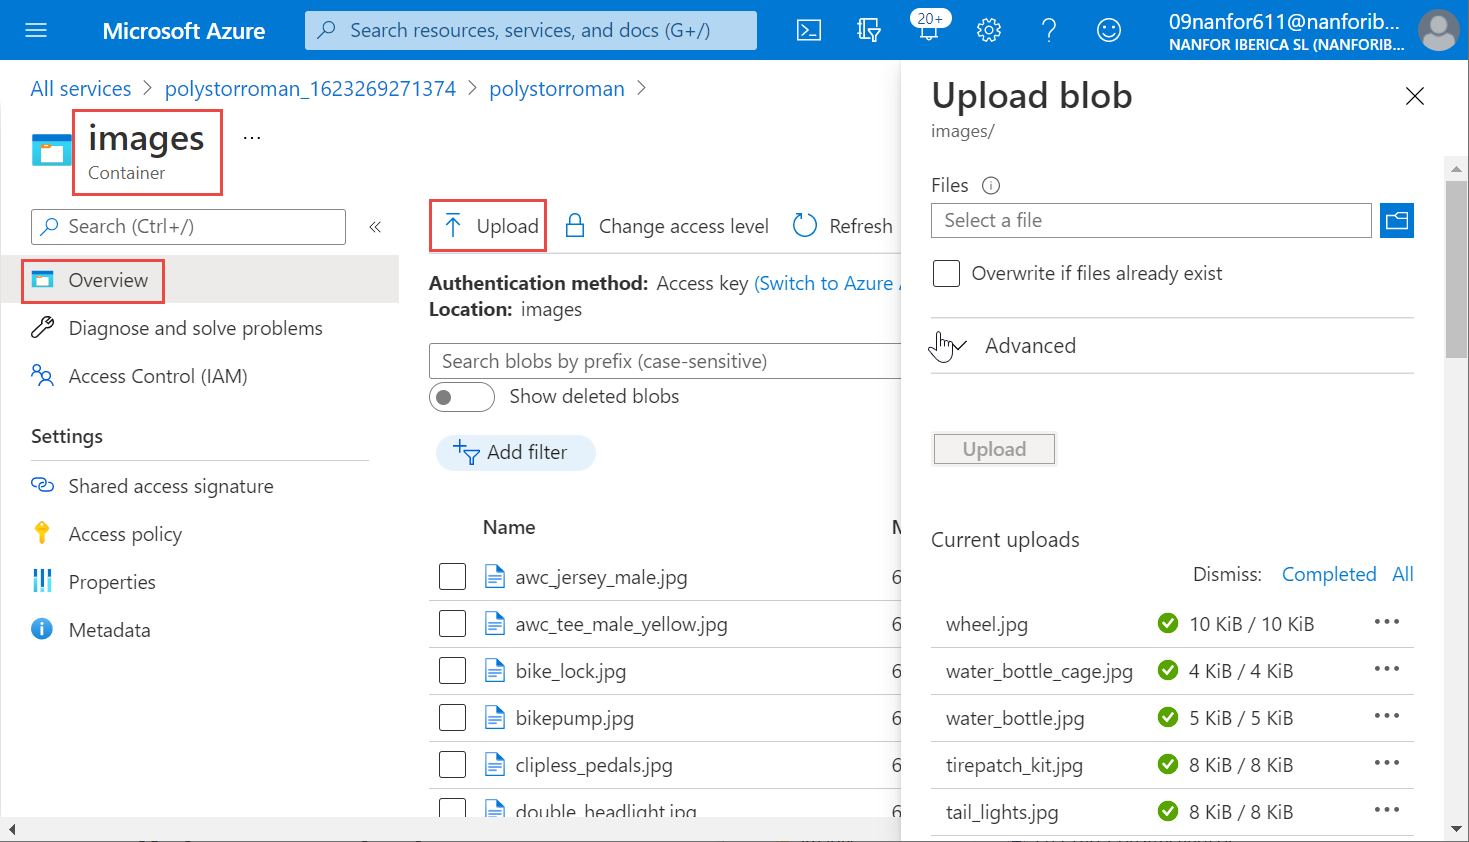 Microsoft Azure
Search resources, services, and docs (G+/)
20+
09nanfor611@nanforib...
NANFOR IBERICA SL (NANFORIB...
All services > polystorroman_1623269271374 > polystorroman >
images
...
Container
Search (Ctrl+/)
«
Overview
Diagnose and solve problems
Access Control (IAM)
Settings
Shared access signature
Access policy
Properties
Metadata
Upload
Change access level
Refresh
Authentication method: Access key (Switch to Azure
Location: images
Search blobs by prefix (case-sensitive)
Show deleted blobs
Add filter
Name
awc_jersey_male.jpg 6
awc_tee_male_yellow.jpg 6
bike_lock.jpg 6
bikepump.jpg 6
clipless_pedals.jpg 6
double_headlight.jpg 6
Upload blob
images/
Files
Select a file
Overwrite if files already exist
Advanced
Upload
Current uploads
Dismiss: Completed All
wheel.jpg 10 KiB / 10 KiB ...
water_bottle_cage.jpg 4 KiB / 4 KiB ...
water_bottle.jpg 5 KiB / 5 KiB ...
tirepatch_kit.jpg 8 KiB / 8 KiB ...
tail_lights.jpg 8 KiB / 8 KiB ...